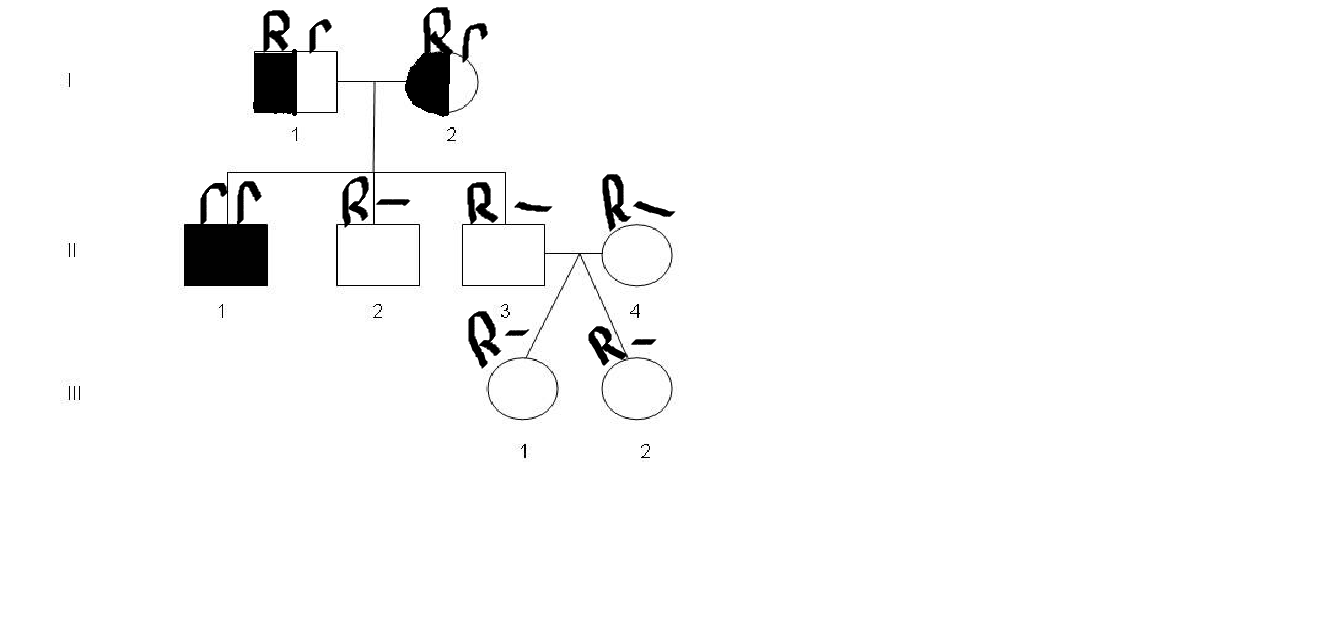 R r R r
I
1 2
r r R - R - R -
II
1 2 3 4
R - R -
III
1 2